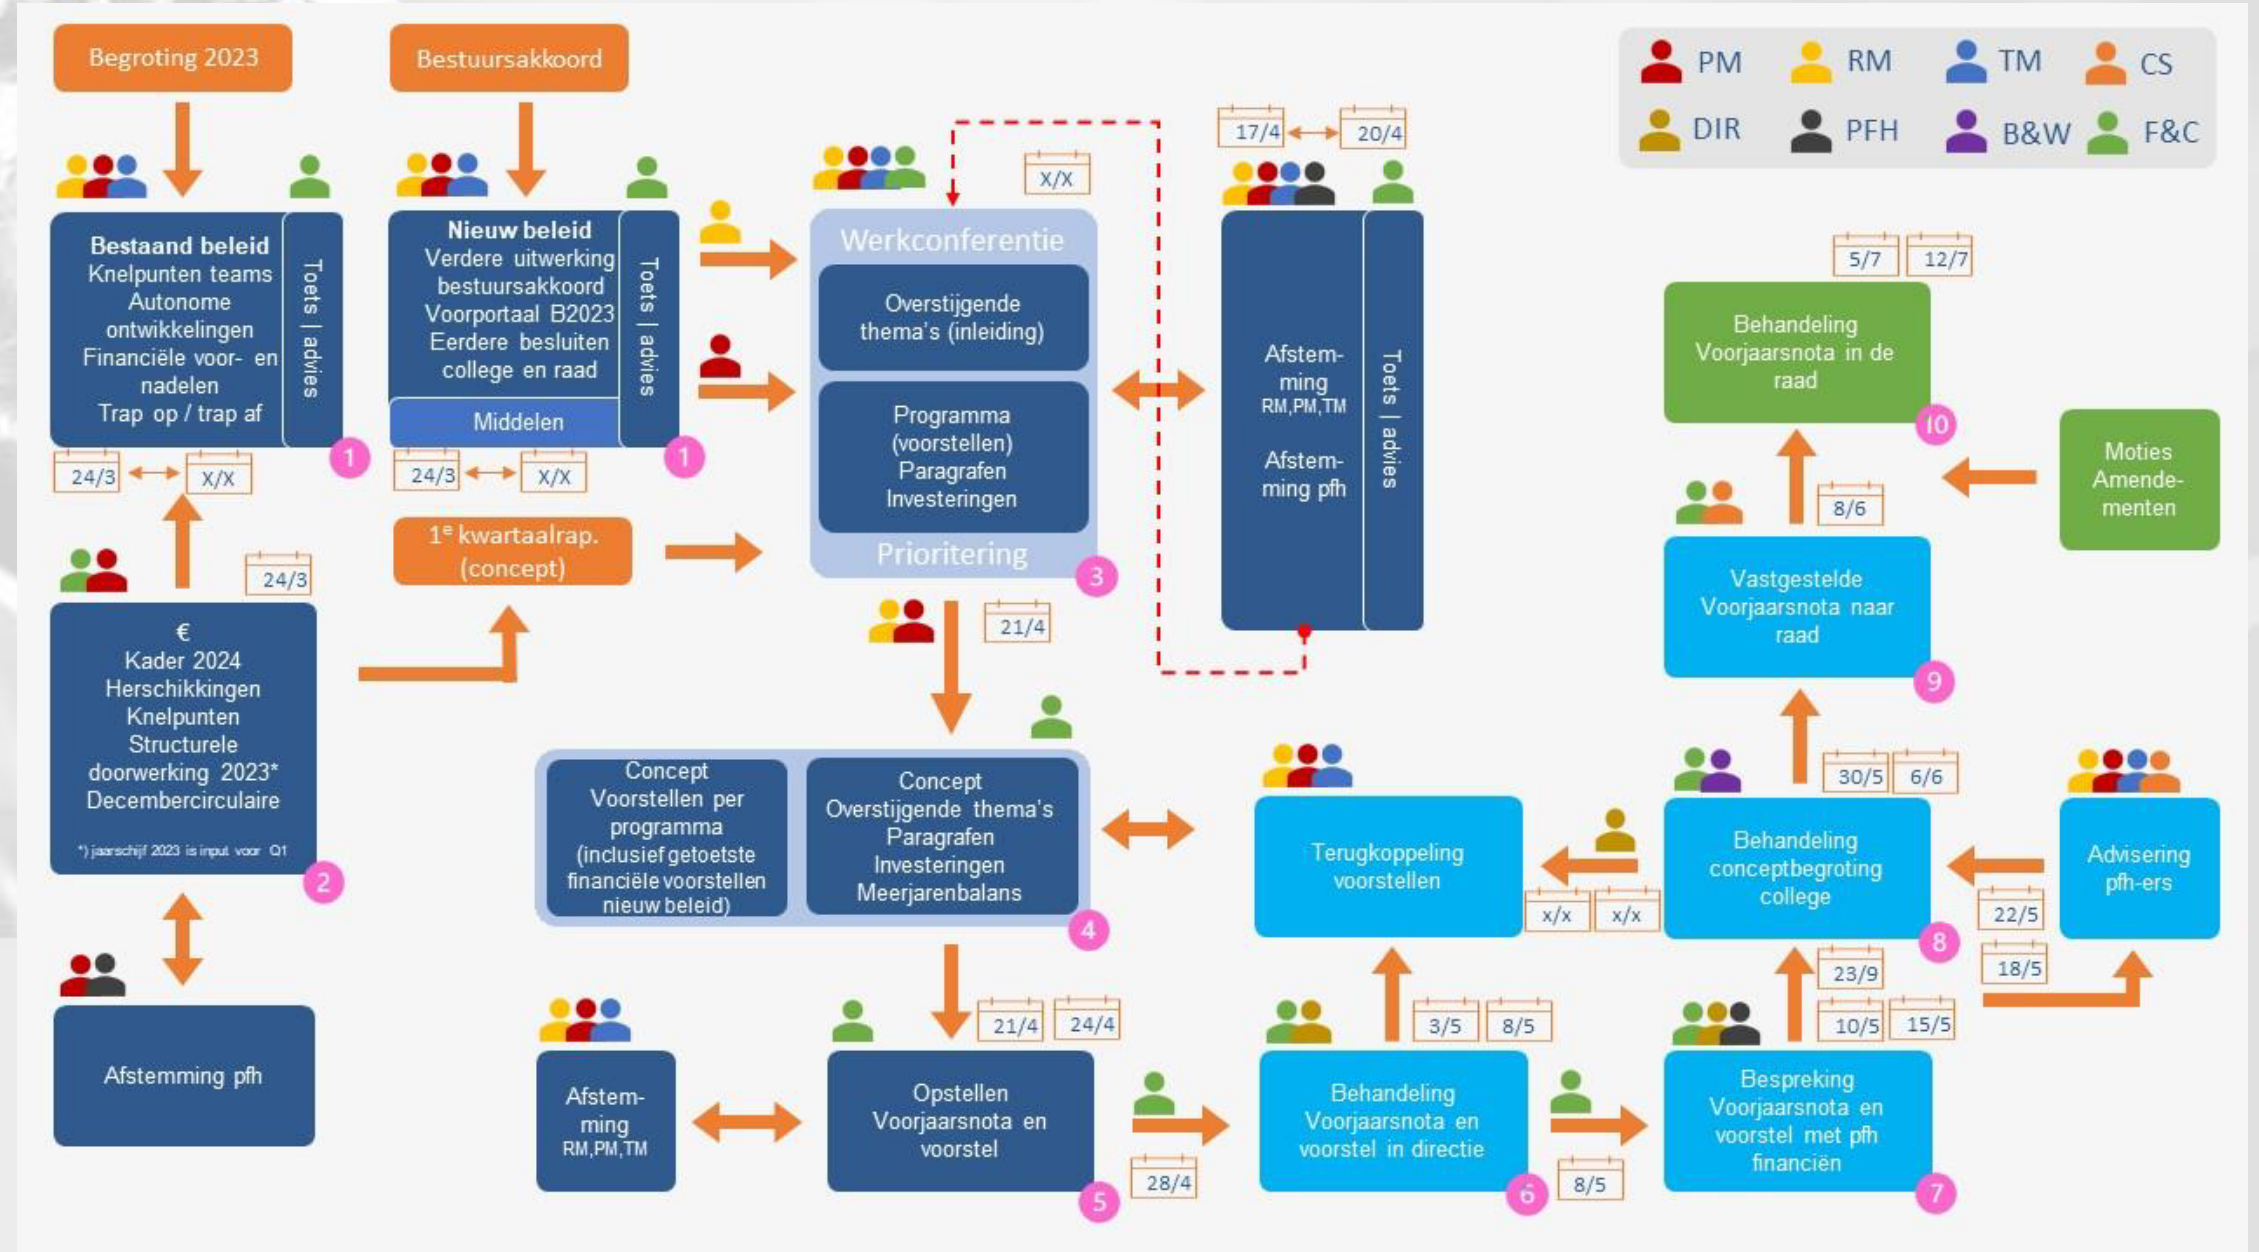 Begroting 2023
Bestuursakkoord
PM
RM
TM
CS
DIR
PFH
B&W
F&C
Bestaand beleid
Knelpunten teams
Autonome
ontwikkelingen
Financiële voor- en
nadelen
Trap op / trap af
Toets | advies
1
24/3
X/X
Nieuw beleid
Verdere uitwerking
bestuursakkoord
Voorportaal B2023
Eerdere besluiten
college en raad
Middelen
Toets | advies
1
24/3
X/X
X/X
Werkconferentie
Overstijgende
thema's (inleiding)
Programma
(voorstellen)
Paragrafen
Investeringen
Prioritering
3
17/4
20/4
Afstem-
ming
RM,PM,TM
Afstem-
ming pfh
Toets | advies
1e kwartaalrap.
(concept)
24/3
€
Kader 2024
Herschikkingen
Knelpunten
Structurele
doorwerking 2023*
Decembercirculaire
*) jaarschijf 2023 is input voor Q1
2
Afstemming pfh
21/4
Concept
Voorstellen per
programma
(inclusief getoetste
financiële voorstellen
nieuw beleid)
Concept
Overstijgende thema's
Paragrafen
Investeringen
Meerjarenbalans
4
21/4
24/4
Afstem-
ming
RM,PM,TM
Opstellen
Voorjaarsnota en
voorstel
5
28/4
Terugkoppeling
voorstellen
x/x
x/x
3/5
8/5
Behandeling
Voorjaarsnota en
voorstel in directie
6
8/5
Bespreking
Voorjaarsnota en
voorstel met pfh
financiën
7
23/9
10/5
15/5
18/5
22/5
Advisering
pfh-ers
Behandeling
conceptbegroting
college
8
30/5
6/6
Vastgestelde
Voorjaarsnota naar
raad
9
8/6
Moties
Amende-
menten
Behandeling
Voorjaarsnota in de
raad
10
5/7
12/7